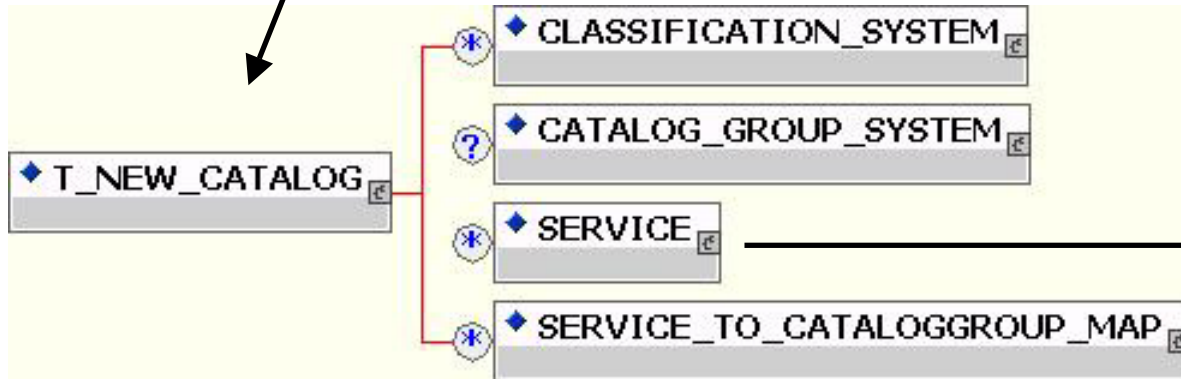 * CLASSIFICATION_SYSTEM
? CATALOG_GROUP_SYSTEM
T_NEW_CATALOG
* SERVICE
* SERVICE_TO_CATALOGGROUP_MAP